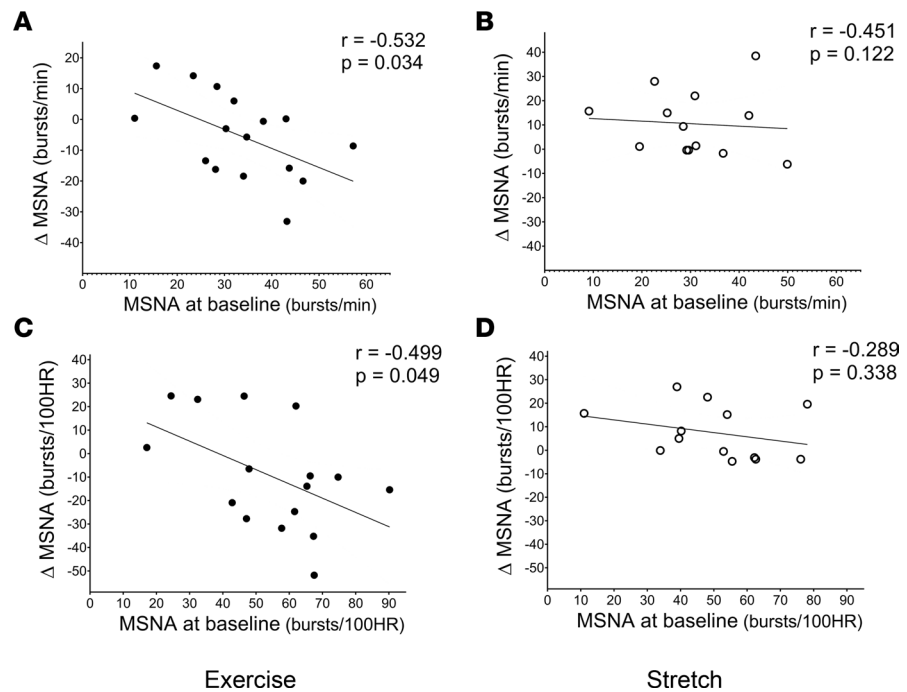 A
r = -0.532
p = 0.034
Δ MSNA (bursts/min)
20
10
0
-10
-20
-30
-40
0 10 20 30 40 50 60
MSNA at baseline (bursts/min)
B
r = -0.451
p = 0.122
Δ MSNA (bursts/min)
40
30
20
10
0
-10
-20
-30
-40
0 10 20 30 40 50 60
MSNA at baseline (bursts/min)
C
r = -0.499
p = 0.049
Δ MSNA (bursts/100HR)
40
30
20
10
0
-10
-20
-30
-40
-50
0 10 20 30 40 50 60 70 80 90
MSNA at baseline (bursts/100HR)
D
r = -0.289
p = 0.338
Δ MSNA (bursts/100HR)
40
30
20
10
0
-10
-20
-30
-40
-50
0 10 20 30 40 50 60 70 80 90
MSNA at baseline (bursts/100HR)
Exercise
Stretch